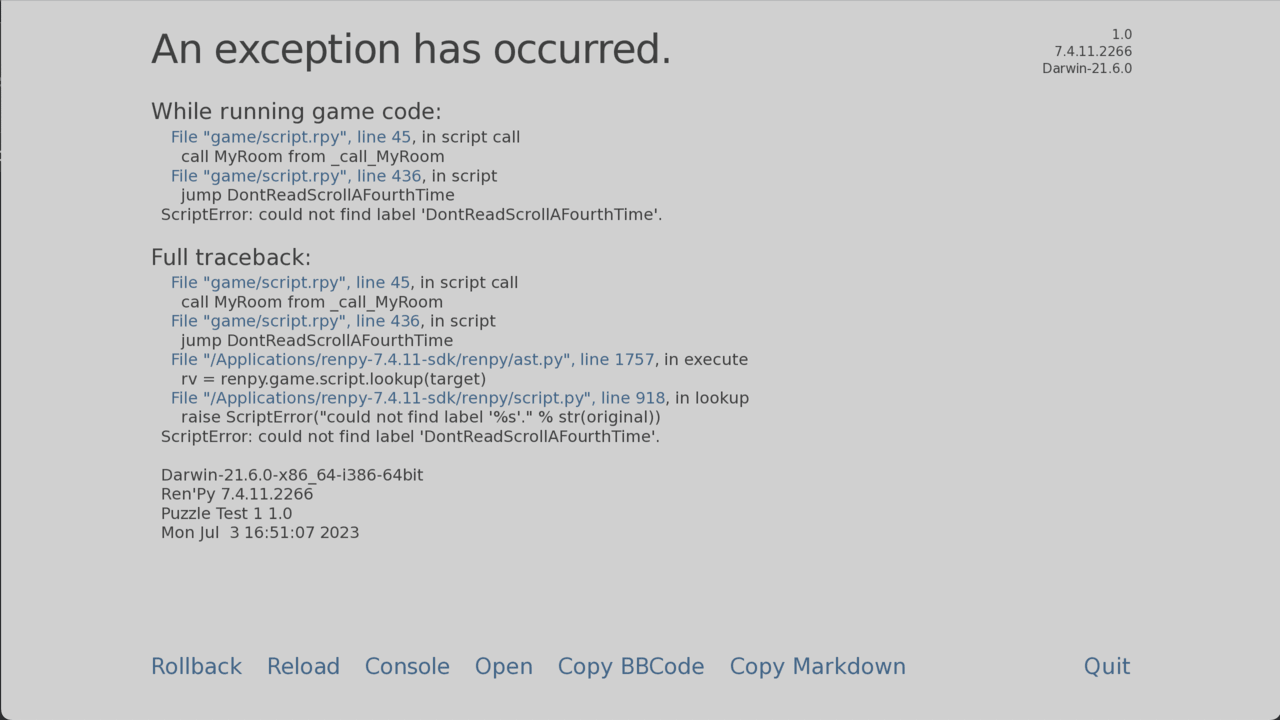 An exception has occurred.
1.0
7.4.11.2266
Darwin-21.6.0
While running game code:
File "game/script.rpy", line 45, in script call
call MyRoom from _call_MyRoom
File "game/script.rpy", line 436, in script
jump DontReadScrollAFourthTime
ScriptError: could not find label 'DontReadScrollAFourthTime'.
Full traceback:
File "game/script.rpy", line 45, in script call
call MyRoom from _call_MyRoom
File "game/script.rpy", line 436, in script
jump DontReadScrollAFourthTime
File "/Applications/renpy-7.4.11-sdk/renpy/ast.py", line 1757, in execute
rv = renpy.game.script.lookup(target)
File "/Applications/renpy-7.4.11-sdk/renpy/script.py", line 918, in lookup
raise ScriptError("could not find label '%s'." % str(original))
ScriptError: could not find label 'DontReadScrollAFourthTime'.
Darwin-21.6.0-x86_64-i386-64bit
Ren'Py 7.4.11.2266
Puzzle Test 1 1.0
Mon Jul  3 16:51:07 2023
Rollback Reload Console Open Copy BBCode Copy Markdown Quit